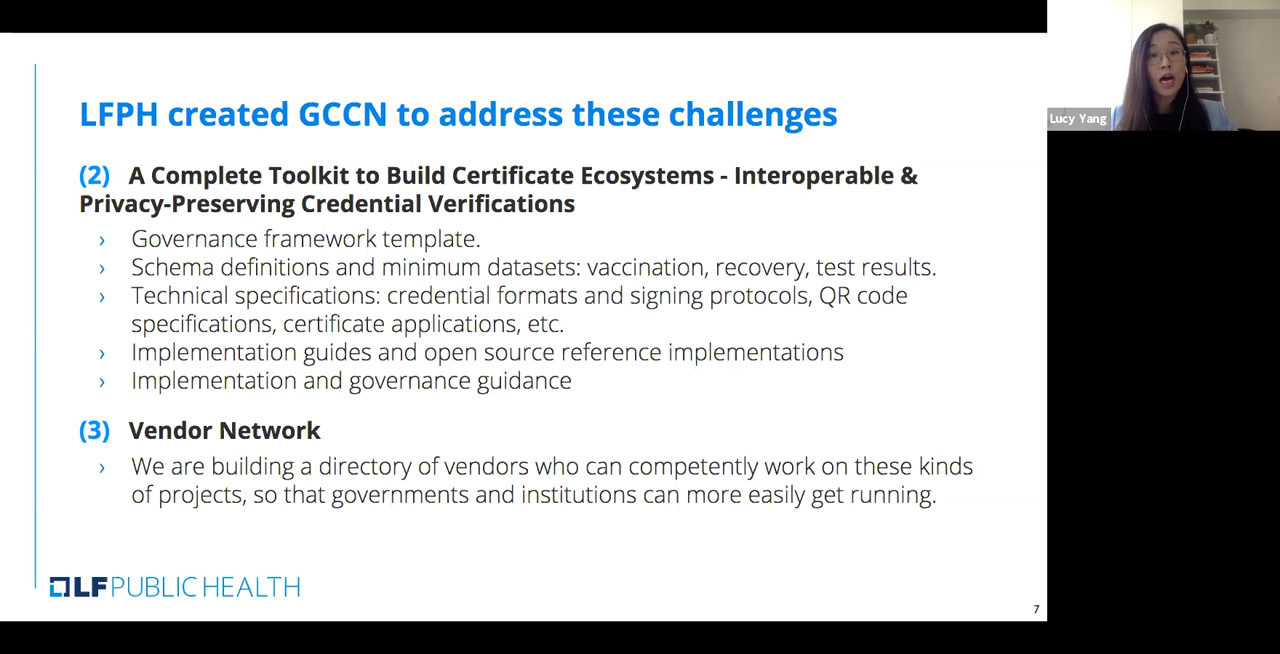 LFPH created GCCN to address these challenges
Lucy Yang
(2) A Complete Toolkit to Build Certificate Ecosystems - Interoperable &
Privacy-Preserving Credential Verifications
› Governance framework template.
› Schema definitions and minimum datasets: vaccination, recovery, test results.
› Technical specifications: credential formats and signing protocols, QR code
specifications, certificate applications, etc.
› Implementation guides and open source reference implementations
› Implementation and governance guidance
(3) Vendor Network
› We are building a directory of vendors who can competently work on these kinds
of projects, so that governments and institutions can more easily get running.
LFPUBLICHEALTH
7